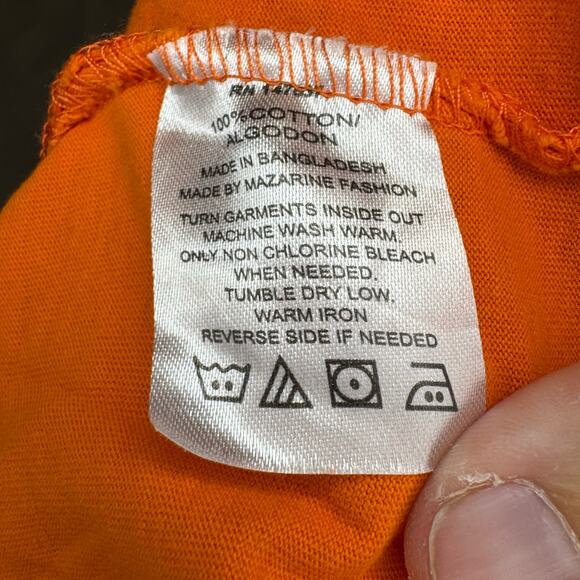 100% COTTON/
ALGODON
MADE IN BANGLADESH
MADE BY MAZARINE FASHION
TURN GARMENTS INSIDE OUT
MACHINE WASH WARM.
ONLY NON CHLORINE BLEACH
WHEN NEEDED.
TUMBLE DRY LOW.
WARM IRON
REVERSE SIDE IF NEEDED